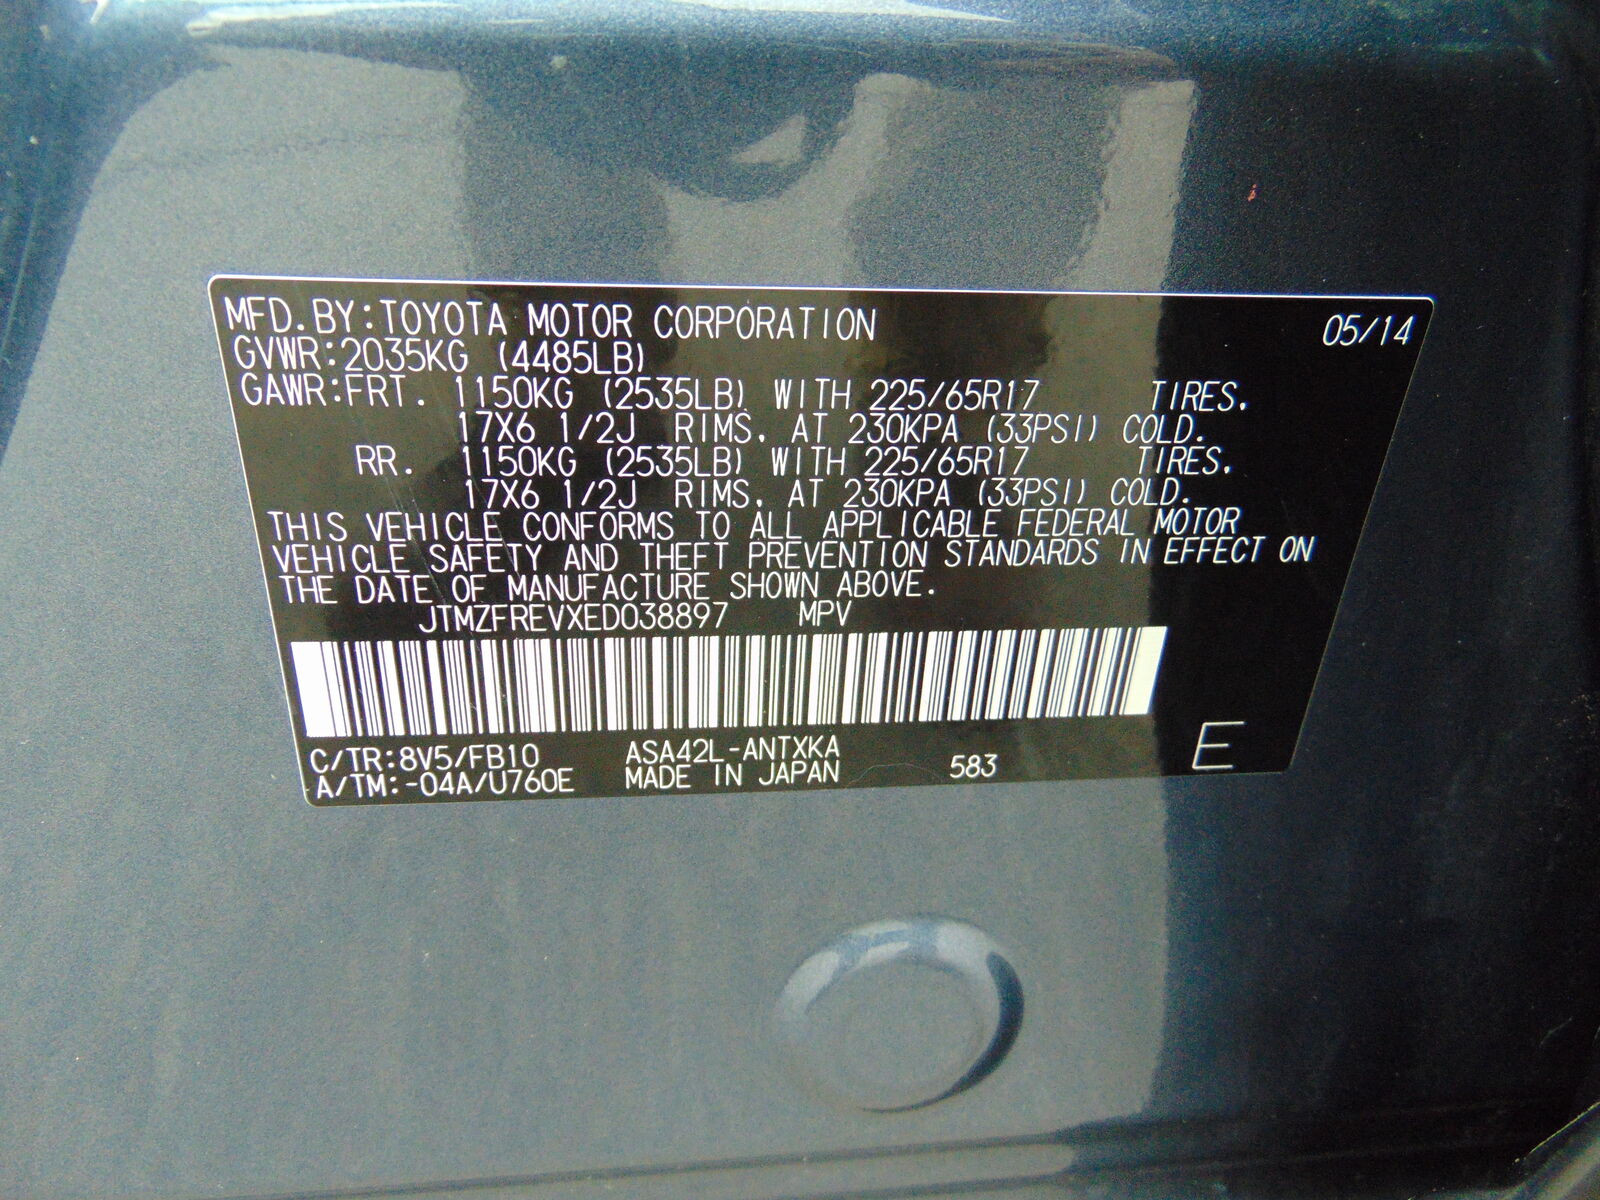 MFD. BY: TOYOTA MOTOR CORPORATION 05/14
GVWR: 2035KG (4485LB)
GAWR: FRT. 1150KG (2535LB) WITH 225/65R17 TIRES,
17X6 1/2J RIMS, AT 230KPA (33PSI) COLD.
RR. 1150KG (2535LB) WITH 225/65R17 TIRES,
17X6 1/2J RIMS, AT 230KPA (33PSI) COLD.
THIS VEHICLE CONFORMS TO ALL APPLICABLE FEDERAL MOTOR
VEHICLE SAFETY AND THEFT PREVENTION STANDARDS IN EFFECT ON
THE DATE OF MANUFACTURE SHOWN ABOVE.
JTMZFREVXED038897 MPV
C/TR: 8V5/FB10 ASA42L-ANTXKA
A/TM: -04A/U760E MADE IN JAPAN 583 E